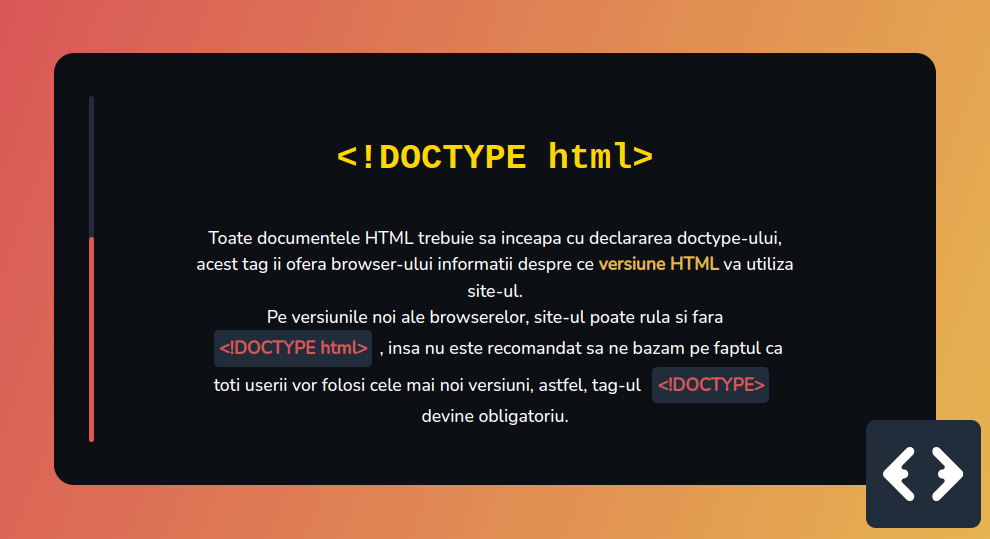 <!DOCTYPE html>
Toate documentele HTML trebuie sa inceapa cu declararea doctype-ului,
acest tag ii ofera browser-ului informatii despre ce versiune HTML va utiliza
site-ul.
Pe versiunile noi ale browserelor, site-ul poate rula si fara
<!DOCTYPE html> , insa nu este recomandat sa ne bazam pe faptul ca
toti userii vor folosi cele mai noi versiuni, astfel, tag-ul <!DOCTYPE>
devine obligatoriu.